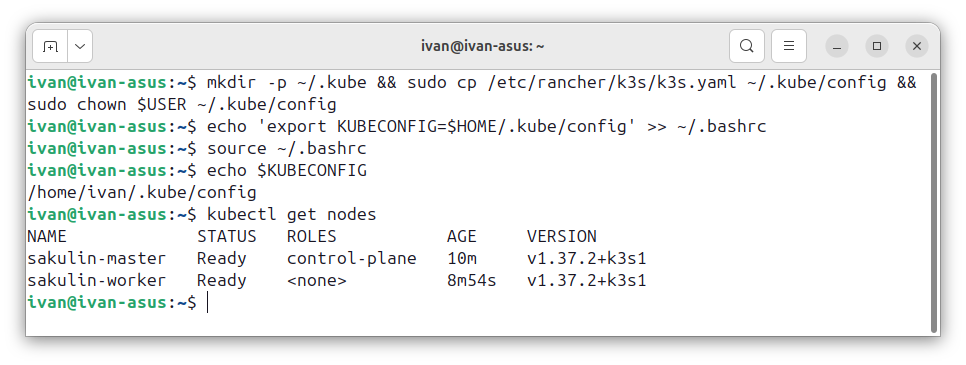 ivan@ivan-asus: ~
ivan@ivan-asus:~$ mkdir -p ~/.kube && sudo cp /etc/rancher/k3s/k3s.yaml ~/.kube/config &&
sudo chown $USER ~/.kube/config
ivan@ivan-asus:~$ echo 'export KUBECONFIG=$HOME/.kube/config' >> ~/.bashrc
ivan@ivan-asus:~$ source ~/.bashrc
ivan@ivan-asus:~$ echo $KUBECONFIG
/home/ivan/.kube/config
ivan@ivan-asus:~$ kubectl get nodes
NAME             STATUS   ROLES           AGE     VERSION
sakulin-master   Ready    control-plane   10m     v1.37.2+k3s1
sakulin-worker   Ready    <none>          8m54s   v1.37.2+k3s1
ivan@ivan-asus:~$